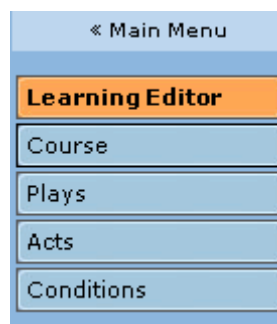 « Main Menu
Learning Editor
Course
Plays
Acts
Conditions